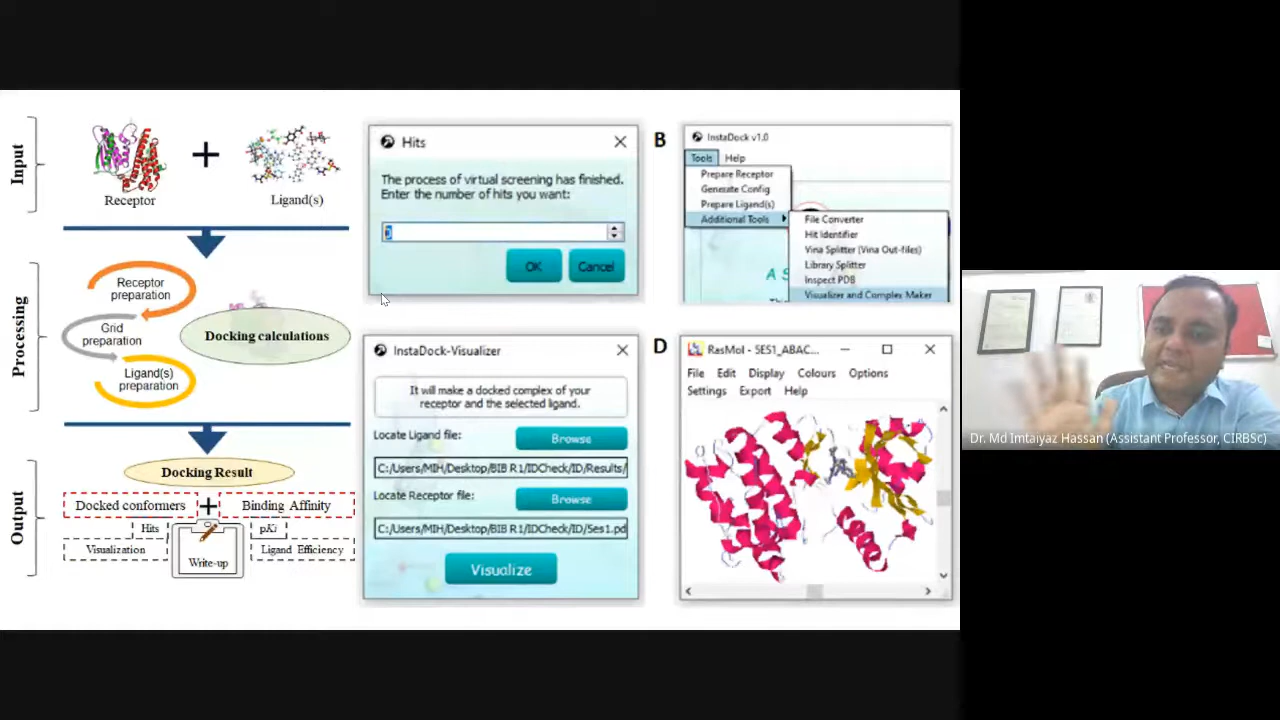 Input
Receptor
+
Ligand(s)
Processing
Receptor
preparation
Grid
preparation
Ligand(s)
preparation
Docking calculations
Output
Docking Result
Docked conformers + Binding Affinity
Hits
pKi
Visualization
Write-up
Ligand Efficiency
Hits
The process of virtual screening has finished.
Enter the number of hits you want:
OK
Cancel
B
InstaDock v1.0
Tools Help
Prepare Receptor
Generate Config
Prepare Ligand(s)
Additional Tools
File Converter
Hit Identifier
Vina Splitter (Vina Out-files)
Library Splitter
Inspect PDB
Visualizer and Complex Maker
A S
InstaDock-Visualizer
It will make a docked complex of your
receptor and the selected ligand.
Locate Ligand file: Browse
C:/Users/MIH/Desktop/BIB R1/IDCheck/ID/Results/
Locate Receptor file: Browse
C:/Users/MIH/Desktop/BIB R1/IDCheck/ID/Ses1.pd
Visualize
D
RasMol - SES1_ABAC...
File Edit Display Colours Options
Settings Export Help
Dr. Md Imtaiyaz Hassan (Assistant Professor, CIRBSc)